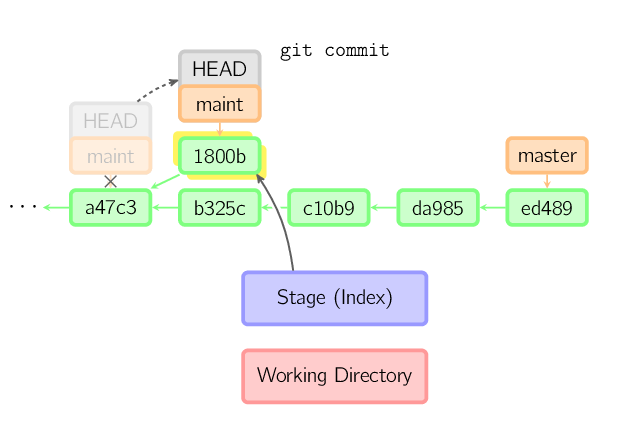 git commit
HEAD
maint
HEAD
maint
1800b
master
... a47c3 b325c c10b9 da985 ed489
Stage (Index)
Working Directory